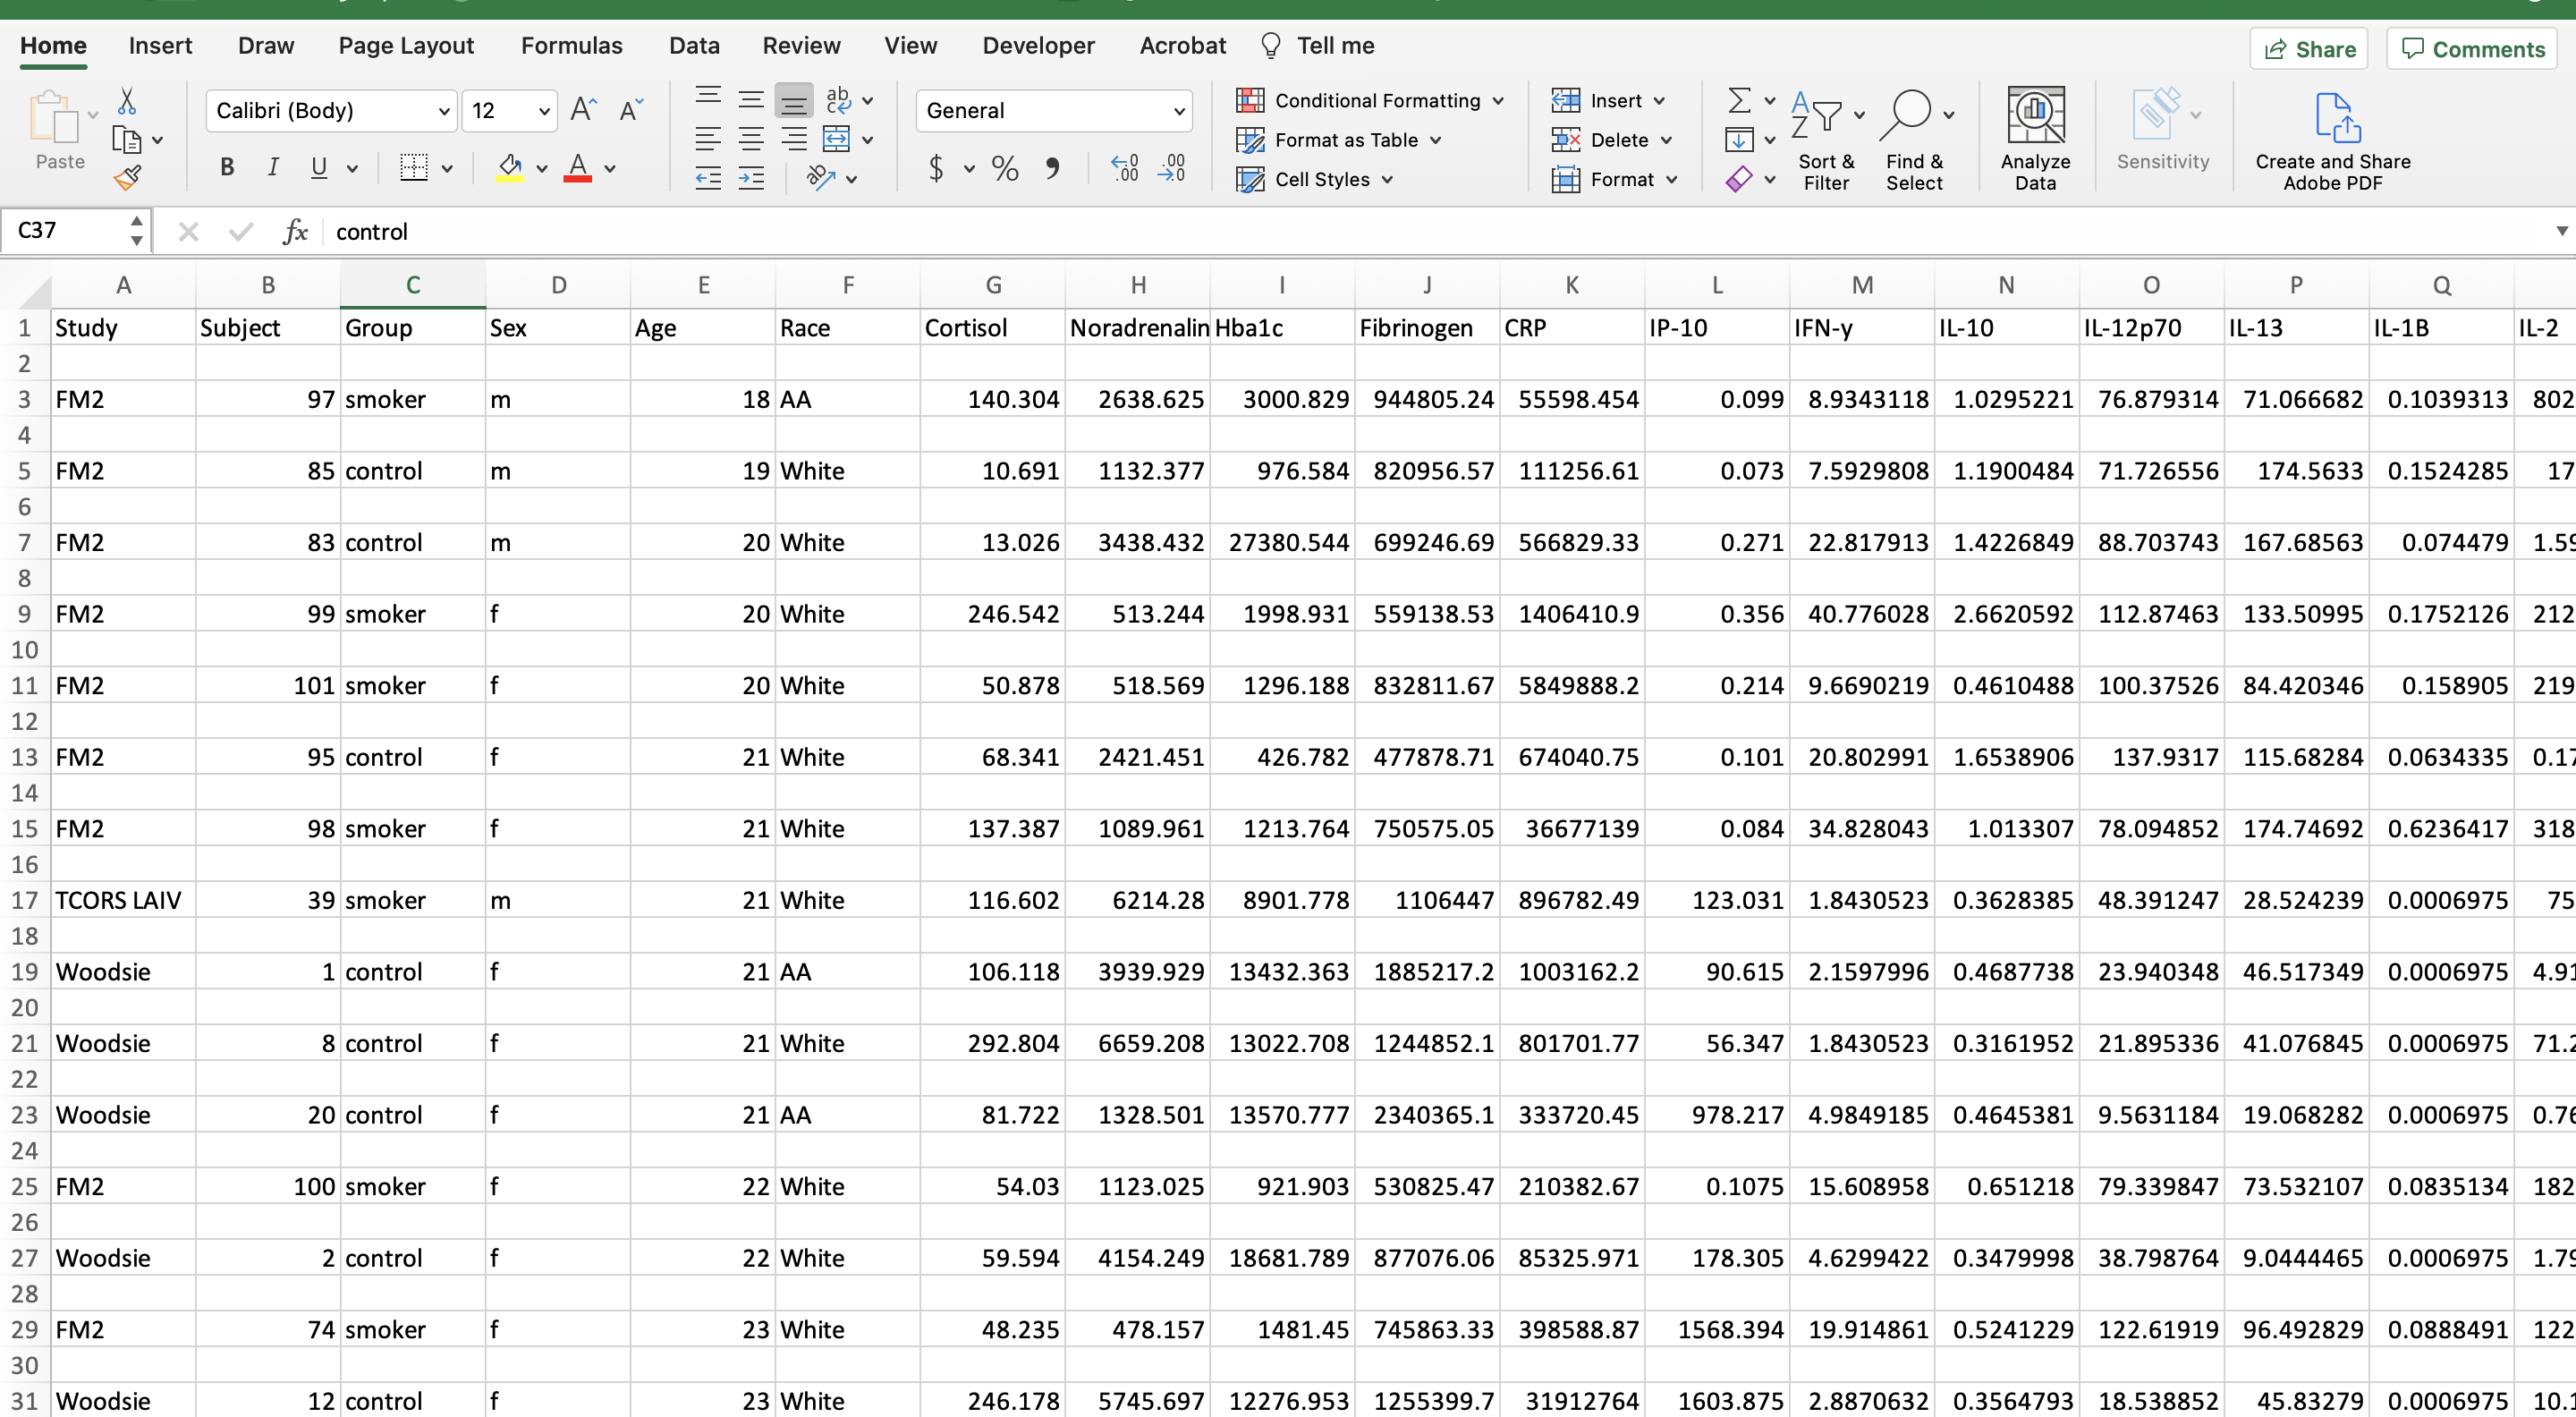 Home Insert Draw Page Layout Formulas Data Review View Developer Acrobat Tell me Share Comments
Paste Calibri (Body) 12 General Conditional Formatting Format as Table Cell Styles Insert Delete Format Sort & Filter Find & Select Analyze Data Sensitivity Create and Share Adobe PDF
C37 fx control
A B C D E F G H I J K L M N O P Q
1 Study Subject Group Sex Age Race Cortisol Noradrenalin Hba1c Fibrinogen CRP IP-10 IFN-y IL-10 IL-12p70 IL-13 IL-1B IL-2
2
3 FM2 97 smoker m 18 AA 140.304 2638.625 3000.829 944805.24 55598.454 0.099 8.9343118 1.0295221 76.879314 71.066682 0.1039313 802
4
5 FM2 85 control m 19 White 10.691 1132.377 976.584 820956.57 111256.61 0.073 7.5929808 1.1900484 71.726556 174.5633 0.1524285 17
6
7 FM2 83 control m 20 White 13.026 3438.432 27380.544 699246.69 566829.33 0.271 22.817913 1.4226849 88.703743 167.68563 0.074479 1.59
8
9 FM2 99 smoker f 20 White 246.542 513.244 1998.931 559138.53 1406410.9 0.356 40.776028 2.6620592 112.87463 133.50995 0.1752126 212
10
11 FM2 101 smoker f 20 White 50.878 518.569 1296.188 832811.67 5849888.2 0.214 9.6690219 0.4610488 100.37526 84.420346 0.158905 219
12
13 FM2 95 control f 21 White 68.341 2421.451 426.782 477878.71 674040.75 0.101 20.802991 1.6538906 137.9317 115.68284 0.0634335 0.17
14
15 FM2 98 smoker f 21 White 137.387 1089.961 1213.764 750575.05 36677139 0.084 34.828043 1.013307 78.094852 174.74692 0.6236417 318
16
17 TCORS LAIV 39 smoker m 21 White 116.602 6214.28 8901.778 1106447 896782.49 123.031 1.8430523 0.3628385 48.391247 28.524239 0.0006975 75
18
19 Woodsie 1 control f 21 AA 106.118 3939.929 13432.363 1885217.2 1003162.2 90.615 2.1597996 0.4687738 23.940348 46.517349 0.0006975 4.91
20
21 Woodsie 8 control f 21 White 292.804 6659.208 13022.708 1244852.1 801701.77 56.347 1.8430523 0.3161952 21.895336 41.076845 0.0006975 71.2
22
23 Woodsie 20 control f 21 AA 81.722 1328.501 13570.777 2340365.1 333720.45 978.217 4.9849185 0.4645381 9.5631184 19.068282 0.0006975 0.76
24
25 FM2 100 smoker f 22 White 54.03 1123.025 921.903 530825.47 210382.67 0.1075 15.608958 0.651218 79.339847 73.532107 0.0835134 182
26
27 Woodsie 2 control f 22 White 59.594 4154.249 18681.789 877076.06 85325.971 178.305 4.6299422 0.3479998 38.798764 9.0444465 0.0006975 1.79
28
29 FM2 74 smoker f 23 White 48.235 478.157 1481.45 745863.33 398588.87 1568.394 19.914861 0.5241229 122.61919 96.492829 0.0888491 122
30
31 Woodsie 12 control f 23 White 246.178 5745.697 12276.953 1255399.7 31912764 1603.875 2.8870632 0.3564793 18.538852 45.83279 0.0006975 10.1